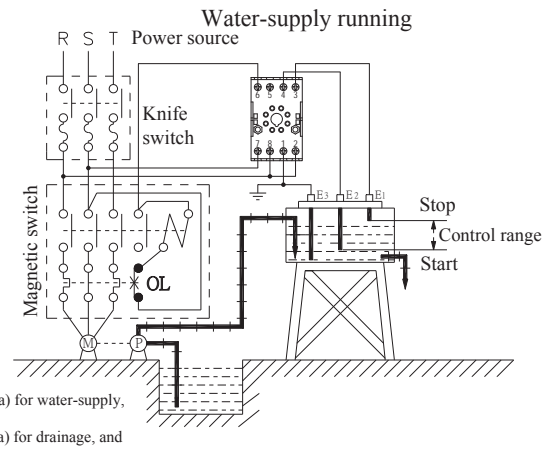 Water-supply running
R S T Power source
6 5 4 3
7 8 1 2
Knife
switch
Magnetic switch
OL
M
P
E3 E2 E1
Stop
Control range
Start
a) for water-supply,
a) for drainage, and